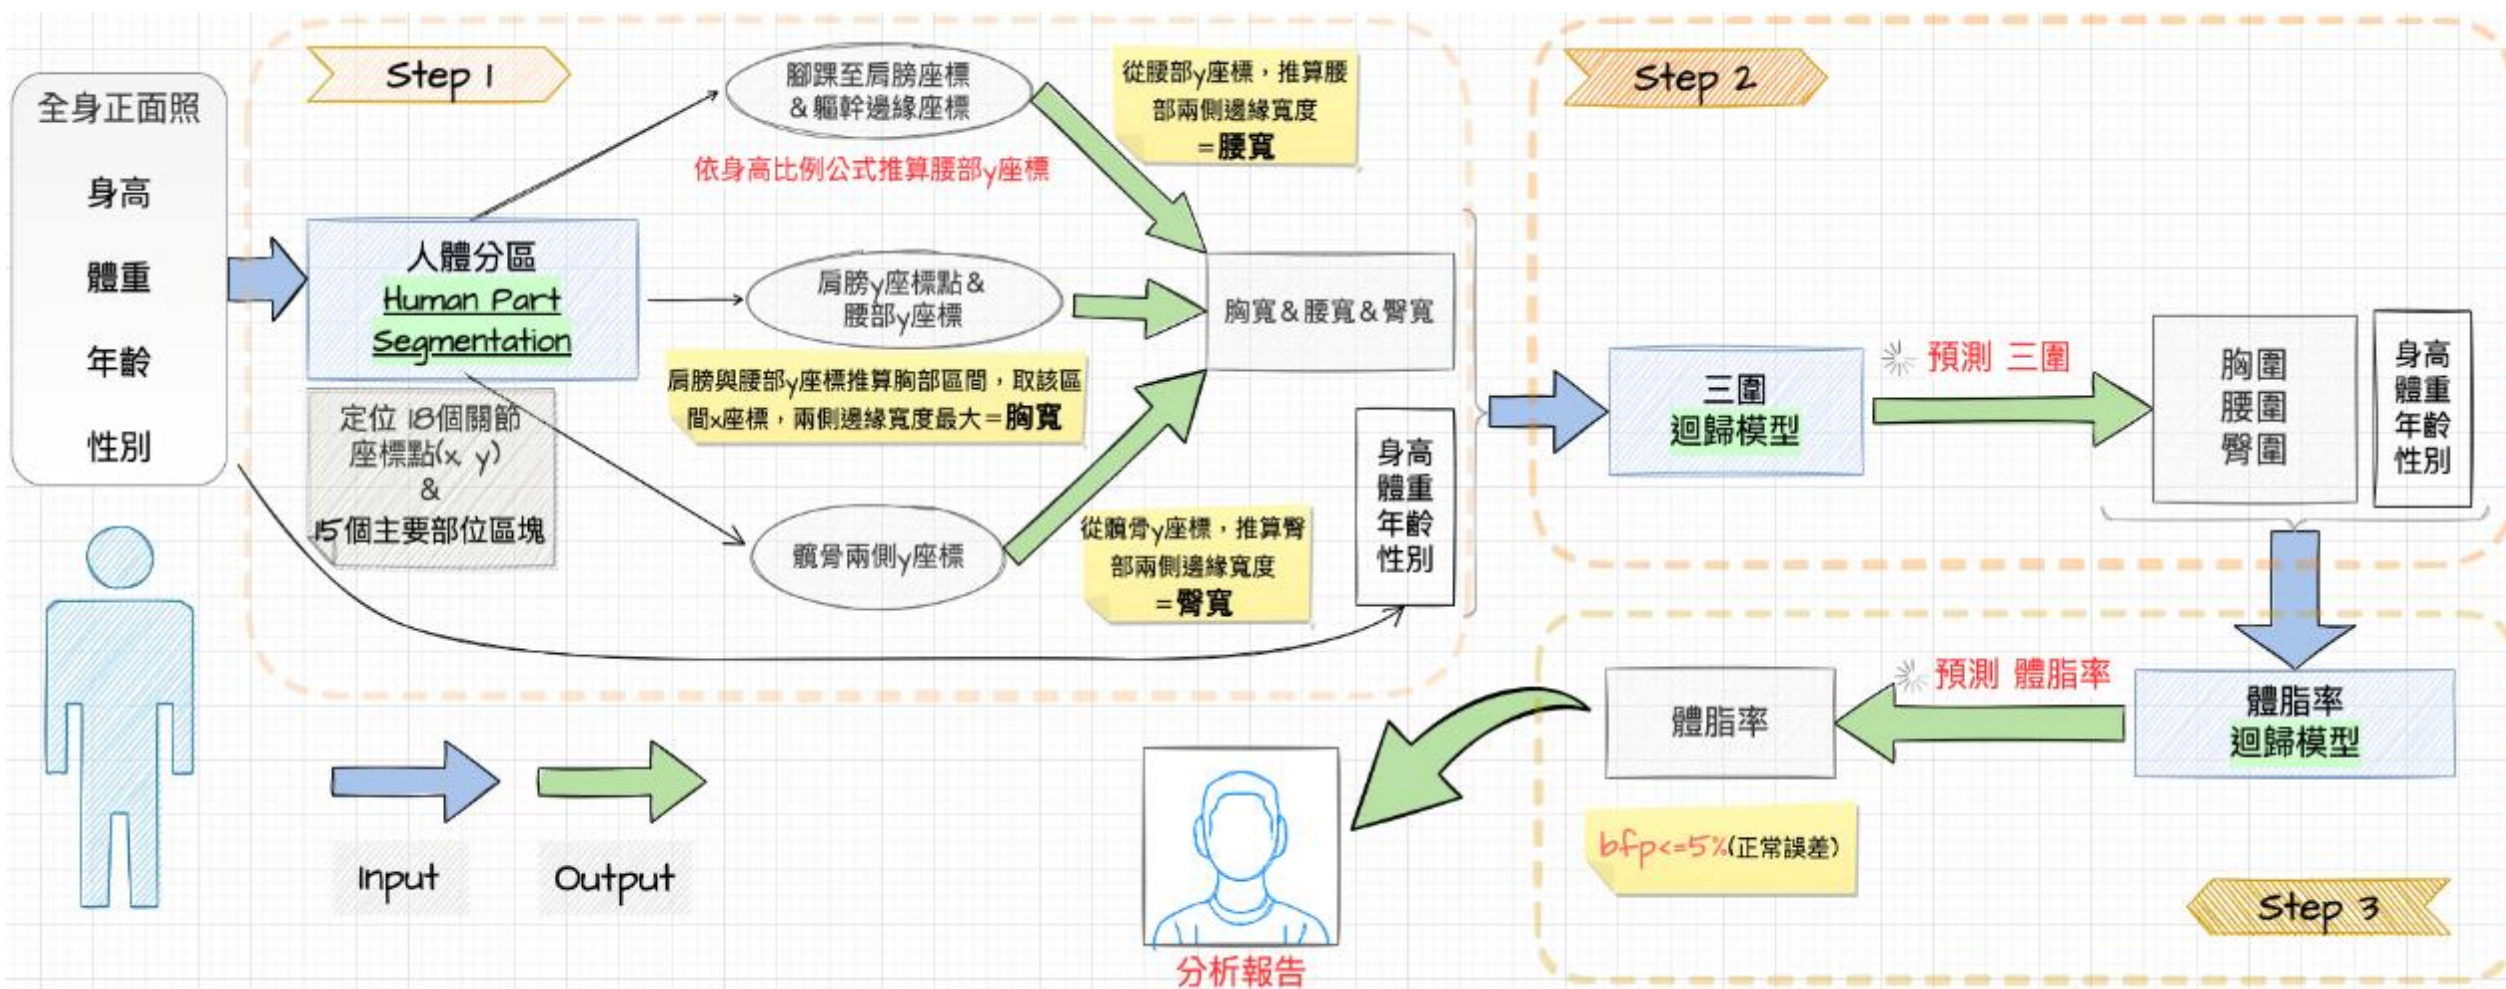 全身正面照
身高
體重
年齡
性別
Step 1
人體分區
Human Part
Segmentation
定位 18個關節
座標點(x, y)
&
15個主要部位區塊
腳踝至肩膀座標
&軀幹邊緣座標
依身高比例公式推算腰部y座標
從腰部y座標,推算腰
部兩側邊緣寬度
=腰寬
肩膀y座標點&
腰部y座標
肩膀與腰部y座標推算胸部區間,取該區
間x座標,兩側邊緣寬度最大=胸寬
髖骨兩側y座標
從髖骨y座標,推算臀
部兩側邊緣寬度
=臀寬
胸寬&腰寬&臀寬
身高
體重
年齡
性別
Step 2
三圍
迴歸模型
預測 三圍
胸圍
腰圍
臀圍
身高
體重
年齡
性別
體脂率
迴歸模型
預測 體脂率
體脂率
bfp<=5%(正常誤差)
Step 3
分析報告
Input
Output